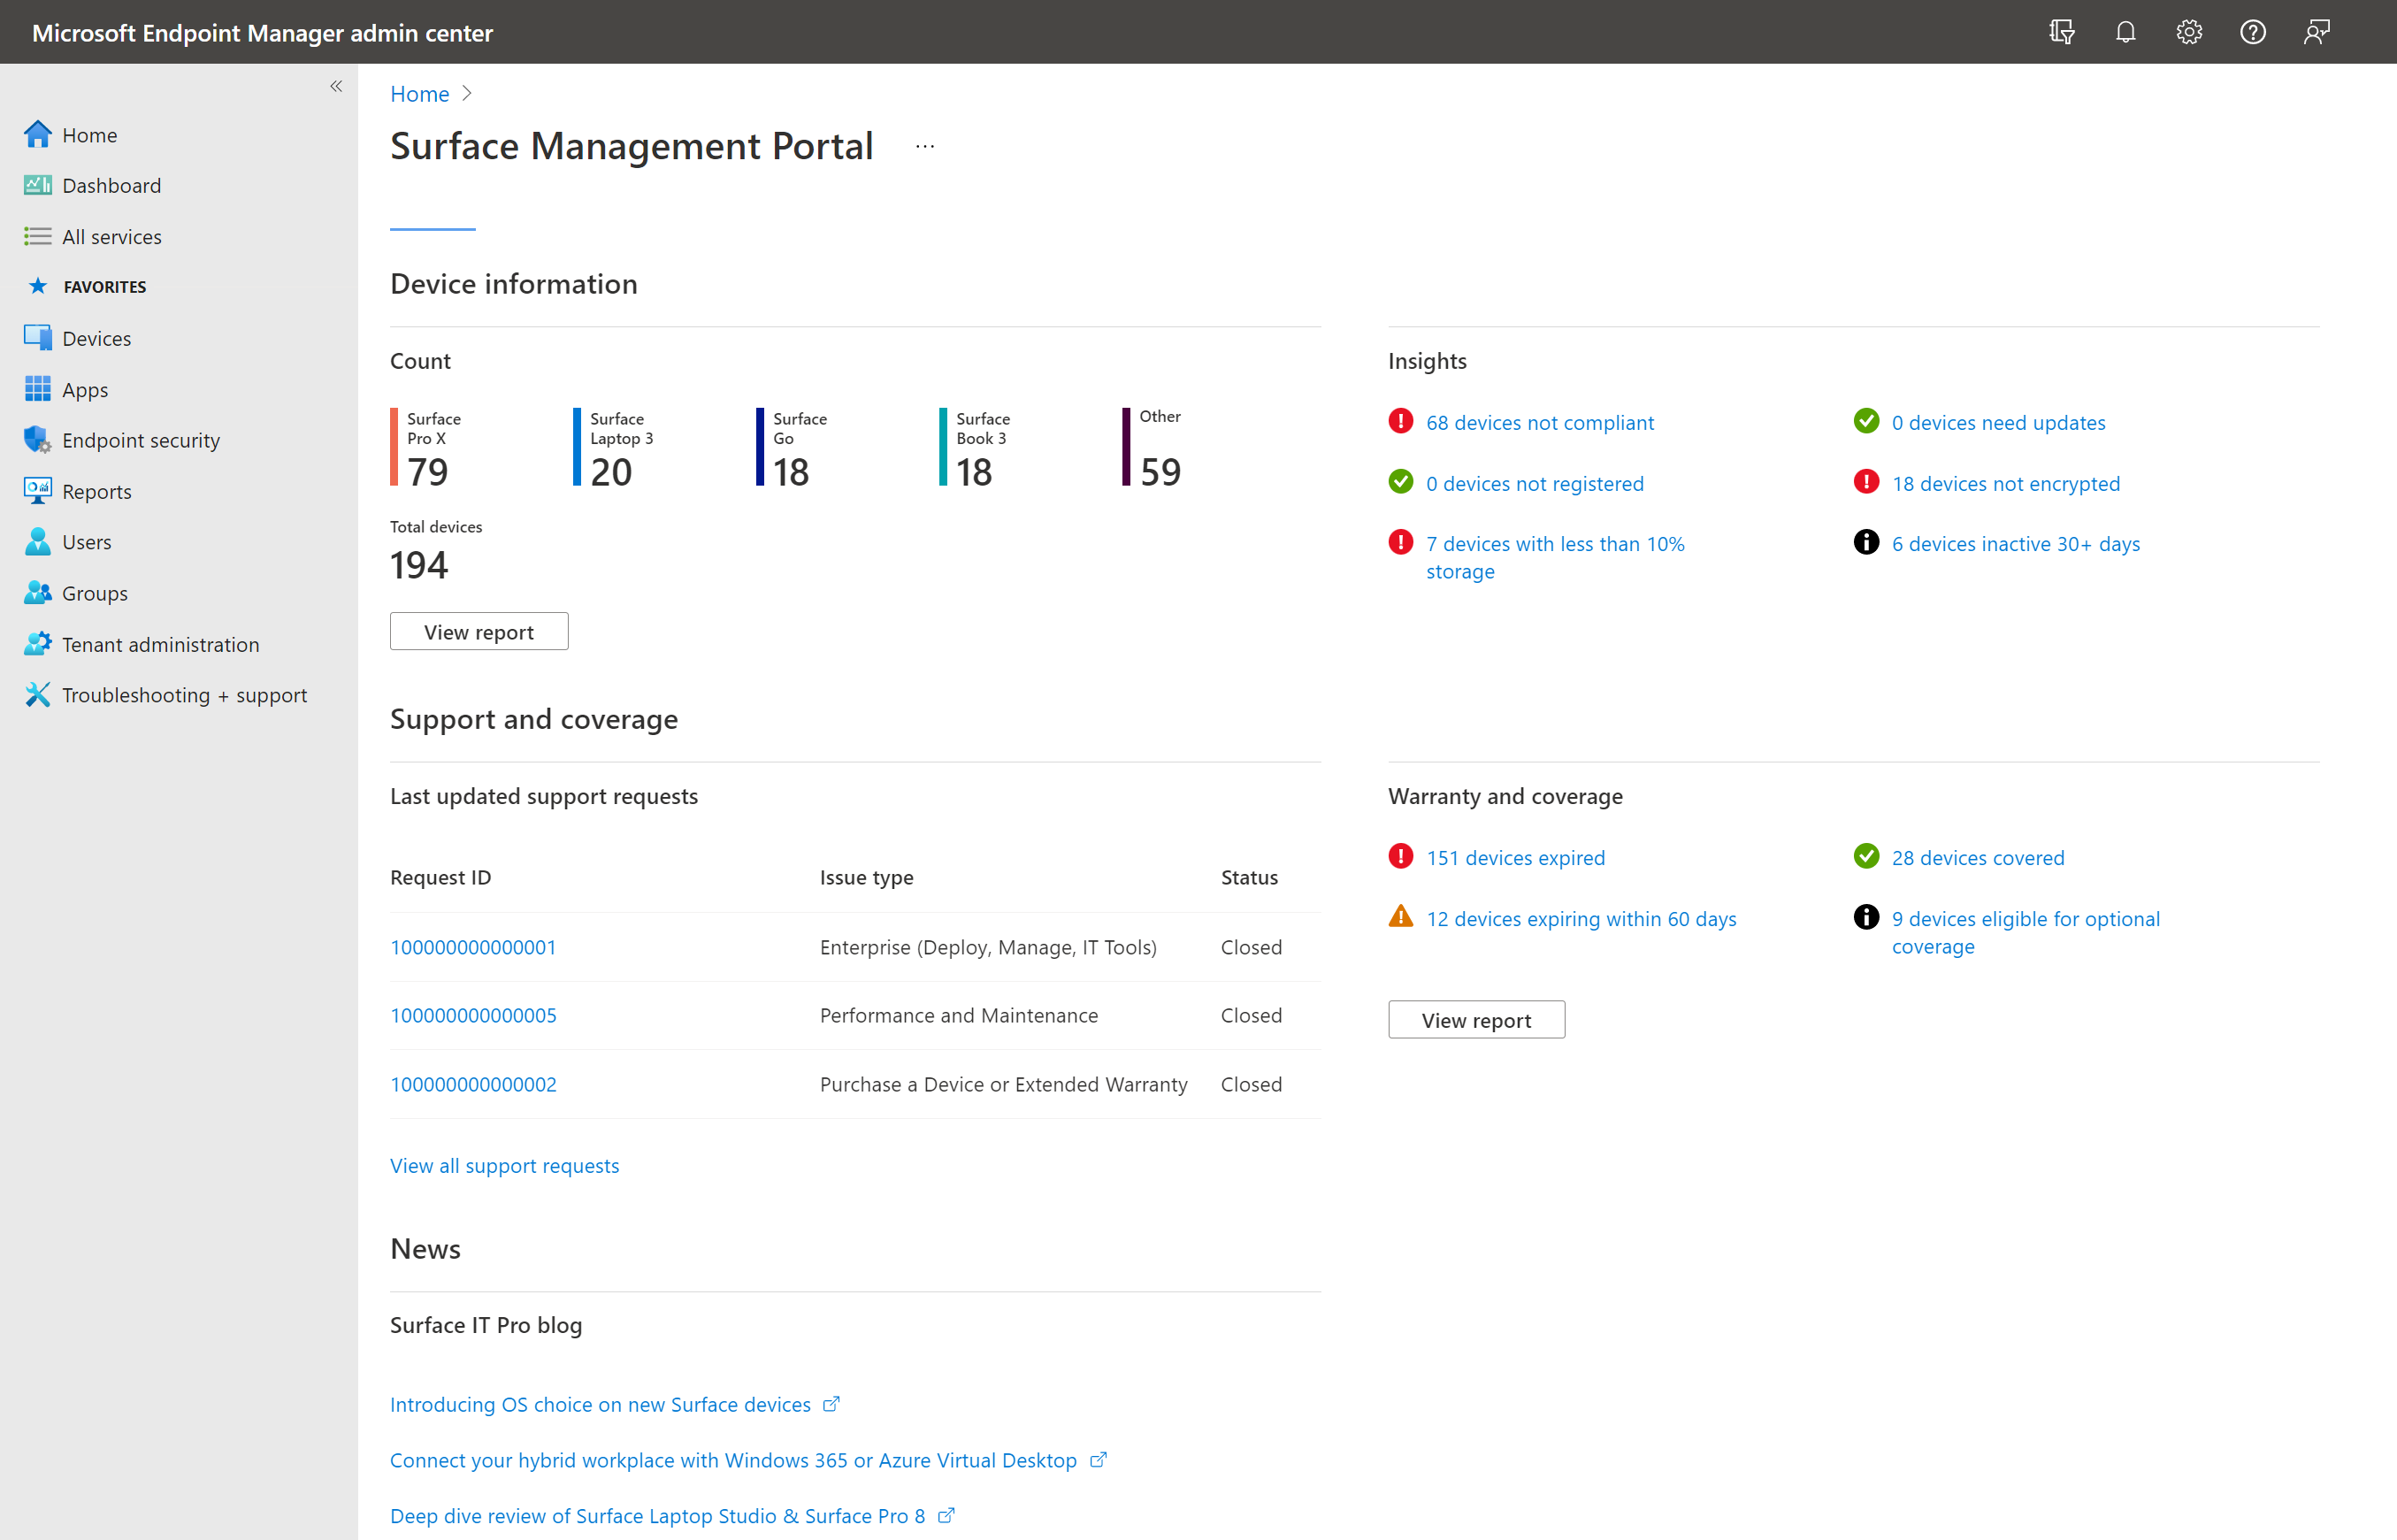 Microsoft Endpoint Manager admin center
Home
Dashboard
All services
FAVORITES
Devices
Apps
Endpoint security
Reports
Users
Groups
Tenant administration
Troubleshooting + support
Home
Surface Management Portal
Device information
Count
Surface
Pro X
79
Surface
Laptop 3
20
Surface
Go
18
Surface
Book 3
18
Other
59
Total devices
194
View report
Insights
68 devices not compliant
0 devices need updates
0 devices not registered
18 devices not encrypted
7 devices with less than 10%
storage
6 devices inactive 30+ days
Support and coverage
Last updated support requests
Request ID Issue type Status
100000000000001 Enterprise (Deploy, Manage, IT Tools) Closed
100000000000005 Performance and Maintenance Closed
100000000000002 Purchase a Device or Extended Warranty Closed
View all support requests
Warranty and coverage
151 devices expired
28 devices covered
12 devices expiring within 60 days
9 devices eligible for optional
coverage
View report
News
Surface IT Pro blog
Introducing OS choice on new Surface devices
Connect your hybrid workplace with Windows 365 or Azure Virtual Desktop
Deep dive review of Surface Laptop Studio & Surface Pro 8